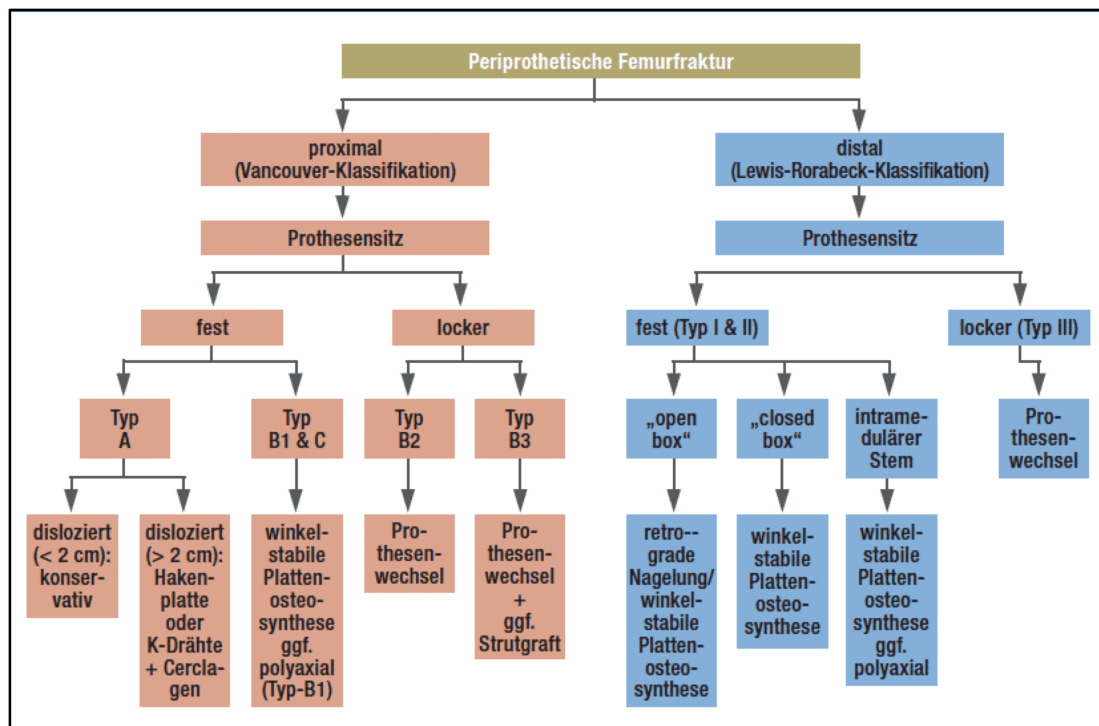 Periprothetische Femurfraktur
proximal
(Vancouver-Klassifikation)
distal
(Lewis-Rorabeck-Klassifikation)
Prothesensitz
Prothesensitz
fest
locker
fest (Typ I & II)
locker (Typ III)
Typ
A
Typ
B1 & C
Typ
B2
Typ
B3
„open
box“
„closed
box“
intrame-
dulärer
Stem
Pro-
thesen-
wechsel
disloziert
(< 2 cm):
konser-
vativ
disloziert
(> 2 cm):
Haken-
platte
oder
K-Drähte
+ Cercla-
gen
winkel-
stabile
Platten-
osteo-
synthese
ggf.
polyaxial
(Typ-B1)
Pro-
thesen-
wechsel
Pro-
thesen-
wechsel
+
ggf.
Strutgraft
retro--
grade
Nagelung/
winkel-
stabile
Platten-
osteo-
synthese
winkel-
stabile
Platten-
osteo-
synthese
winkel-
stabile
Platten-
osteo-
synthese
ggf.
polyaxial